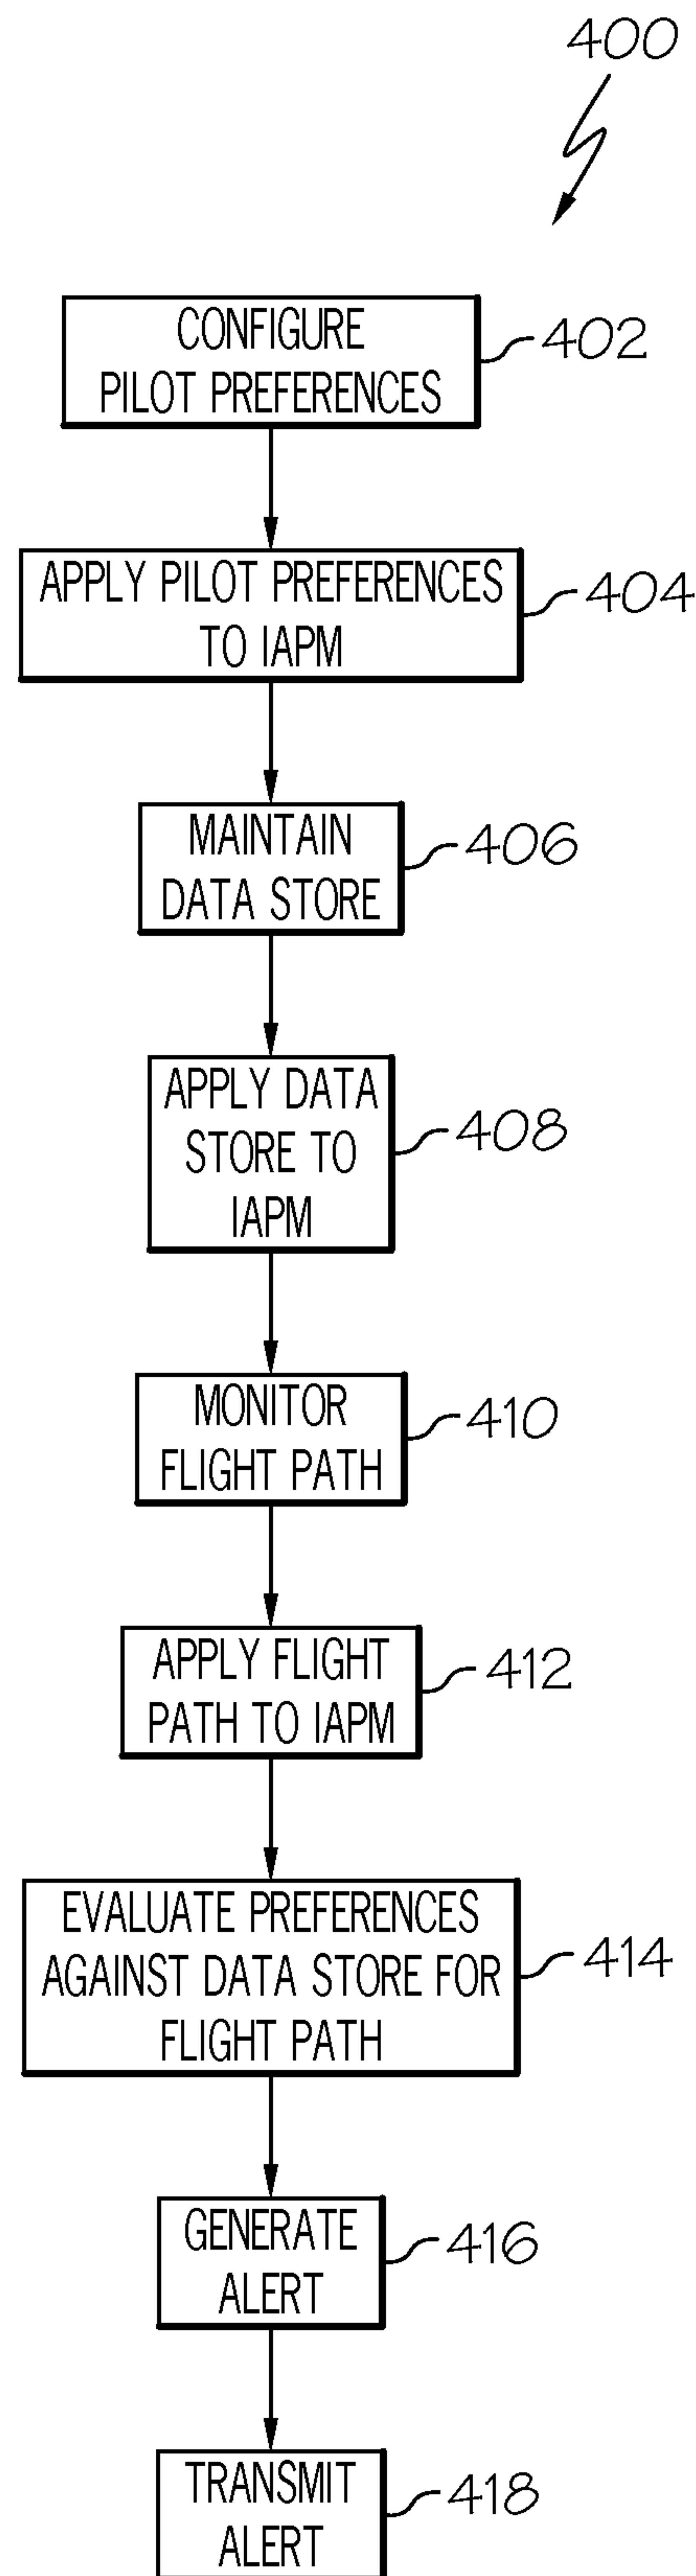 400
CONFIGURE
PILOT PREFERENCES
402
APPLY PILOT PREFERENCES
TO IAPM
404
MAINTAIN
DATA STORE
406
APPLY DATA
STORE TO
IAPM
408
MONITOR
FLIGHT PATH
410
APPLY FLIGHT
PATH TO IAPM
412
EVALUATE PREFERENCES
AGAINST DATA STORE FOR
FLIGHT PATH
414
GENERATE
ALERT
416
TRANSMIT
ALERT
418